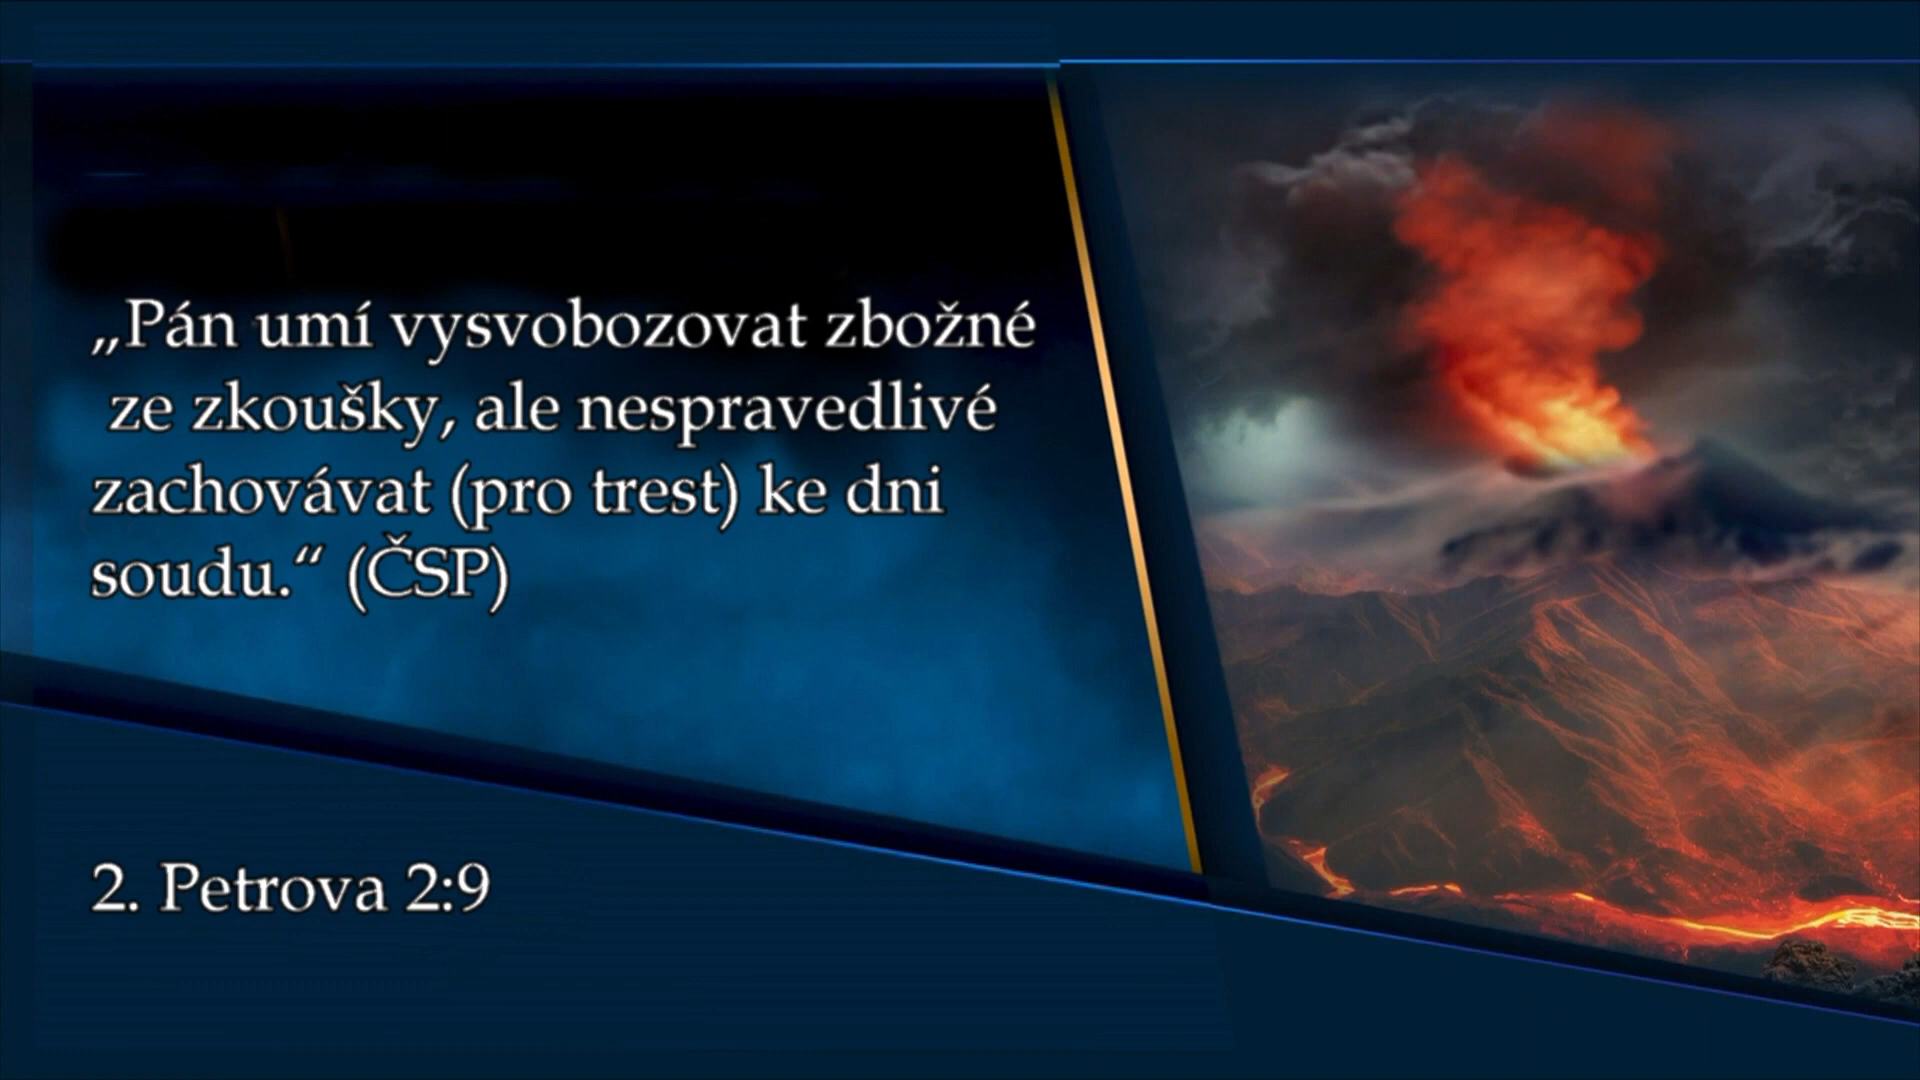 „Pán umí vysvobozovat zbožné
ze zkoušky, ale nespravedlivé
zachovávat (pro trest) ke dni
soudu.“ (ČSP)
2. Petrova 2:9